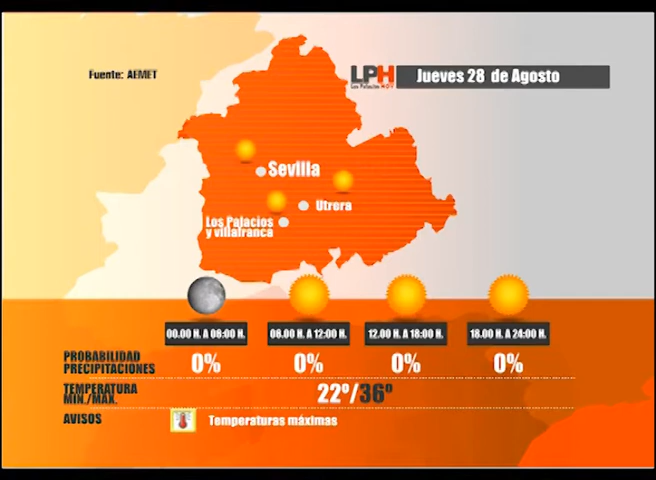 Fuente: AEMET
LPH
Los Palacios HOY
Jueves 28 de Agosto
Sevilla
Utrera
Los Palacios
y villafranca
00.00 H. A 06:00 H.
06.00 H. A 12:00 H.
12.00 H. A 18:00 H.
18.00 H. A 24:00 H.
PROBABILIDAD
PRECIPITACIONES
0%
0%
0%
0%
TEMPERATURA
MIN./MAX.
22º/36º
AVISOS
Temperaturas máximas